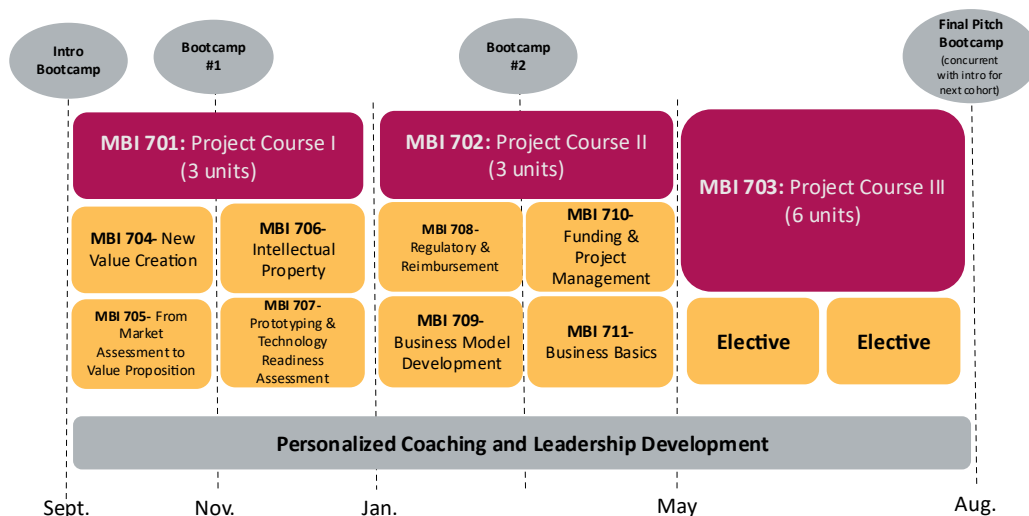 Intro
Bootcamp
Bootcamp
#1
Bootcamp
#2
Final Pitch
Bootcamp
(concurrent
with intro for
next cohort)
MBI 701: Project Course I
(3 units)
MBI 702: Project Course II
(3 units)
MBI 703: Project Course III
(6 units)
MBI 704- New
Value Creation
MBI 706-
Intellectual
Property
MBI 708-
Regulatory &
Reimbursement
MBI 710-
Funding &
Project
Management
MBI 705- From
Market
Assessment to
Value Proposition
MBI 707-
Prototyping &
Technology
Readiness
Assessment
MBI 709-
Business Model
Development
MBI 711-
Business Basics
Elective
Elective
Personalized Coaching and Leadership Development
Sept.
Nov.
Jan.
May
Aug.